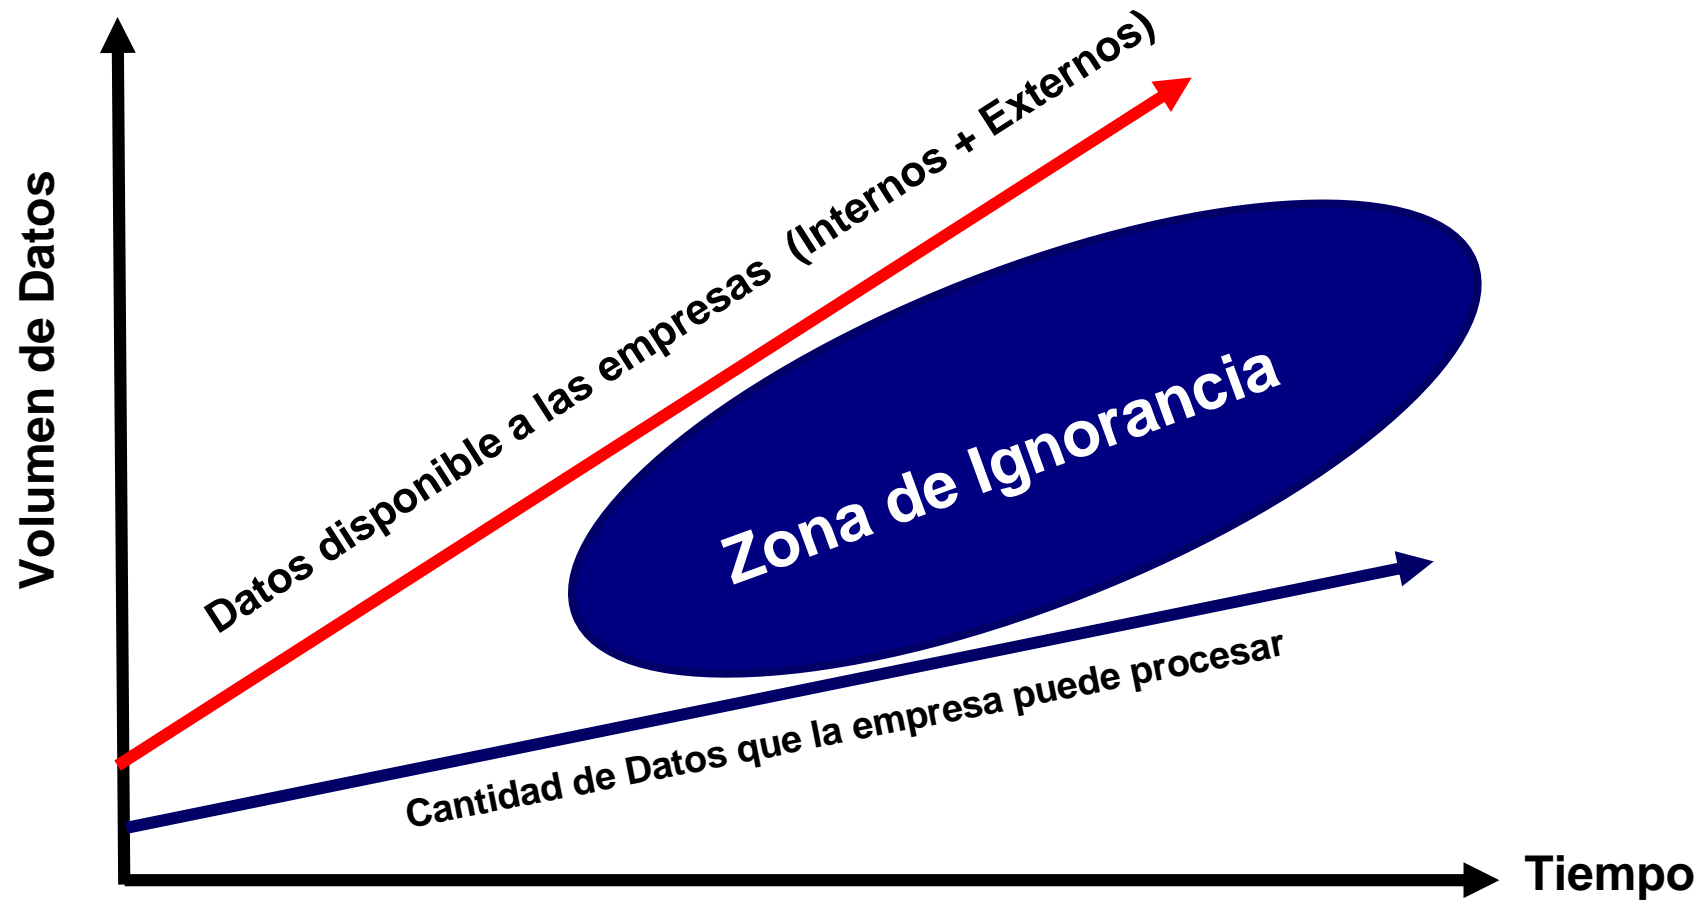 Volumen de Datos
Datos disponible a las empresas (Internos + Externos)
Zona de Ignorancia
Cantidad de Datos que la empresa puede procesar
Tiempo